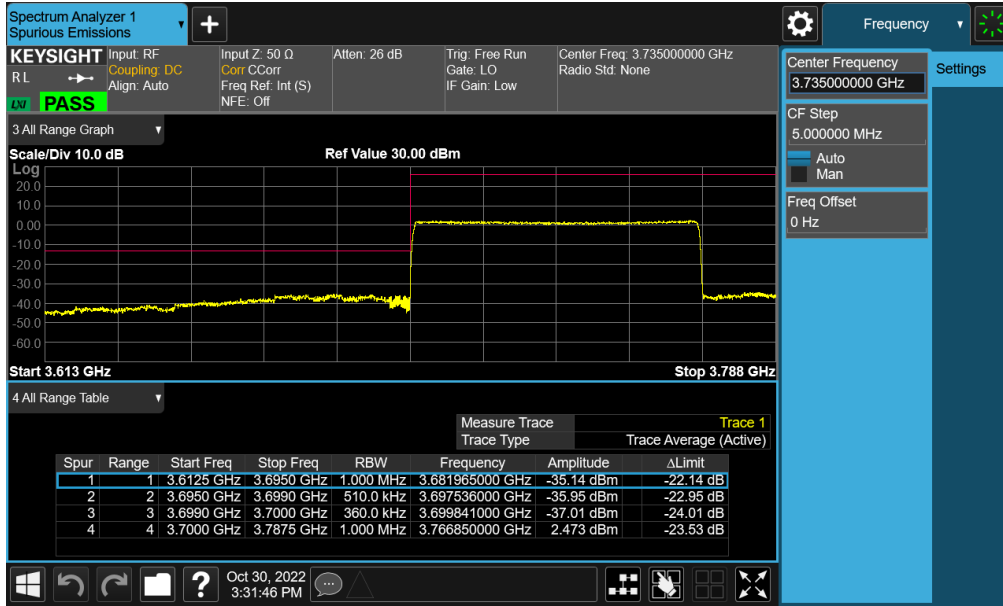 Spectrum Analyzer 1
Spurious Emissions
Frequency
KEYSIGHT
Input: RF
Coupling: DC
Align: Auto
Input Z: 50 Ω
Corr CCorr
Freq Ref: Int (S)
NFE: Off
Atten: 26 dB
Trig: Free Run
Gate: LO
IF Gain: Low
Center Freq: 3.735000000 GHz
Radio Std: None
R L
LXI
PASS
Center Frequency
3.735000000 GHz
Settings
CF Step
5.000000 MHz
Auto
Man
Freq Offset
0 Hz
3 All Range Graph
Scale/Div 10.0 dB
Ref Value 30.00 dBm
Log
20.0
10.0
0.00
-10.0
-20.0
-30.0
-40.0
-50.0
-60.0
Start 3.613 GHz
Stop 3.788 GHz
4 All Range Table
Measure Trace Trace 1
Trace Type Trace Average (Active)
Spur Range Start Freq Stop Freq RBW Frequency Amplitude ΔLimit
1 1 3.6125 GHz 3.6950 GHz 1.000 MHz 3.681965000 GHz -35.14 dBm -22.14 dB
2 2 3.6950 GHz 3.6990 GHz 510.0 kHz 3.697536000 GHz -35.95 dBm -22.95 dB
3 3 3.6990 GHz 3.7000 GHz 360.0 kHz 3.699841000 GHz -37.01 dBm -24.01 dB
4 4 3.7000 GHz 3.7875 GHz 1.000 MHz 3.766850000 GHz 2.473 dBm -23.53 dB
?
Oct 30, 2022
3:31:46 PM